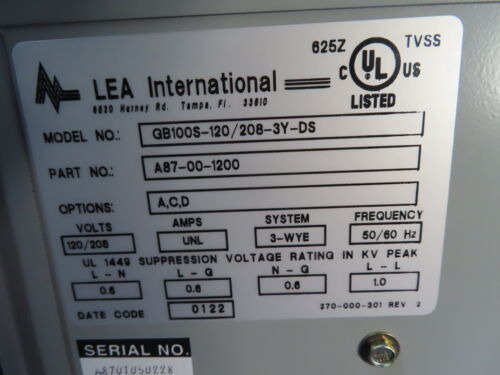 625Z
TVSS
C UL US
LISTED
LEA International
6520 Harney Rd. Tampa, Fl. 33610
MODEL NO.: GB100S-120/208-3Y-DS
PART NO.: A87-00-1200
OPTIONS: A,C,D
VOLTS AMPS SYSTEM FREQUENCY
120/208 UNL 3-WYE 50/60 Hz
UL 1449 SUPPRESSION VOLTAGE RATING IN KV PEAK
L - N L - G N - G L - L
0.6 0.6 0.6 1.0
DATE CODE 0122
270-000-301 REV 2
SERIAL NO.
A8701050228